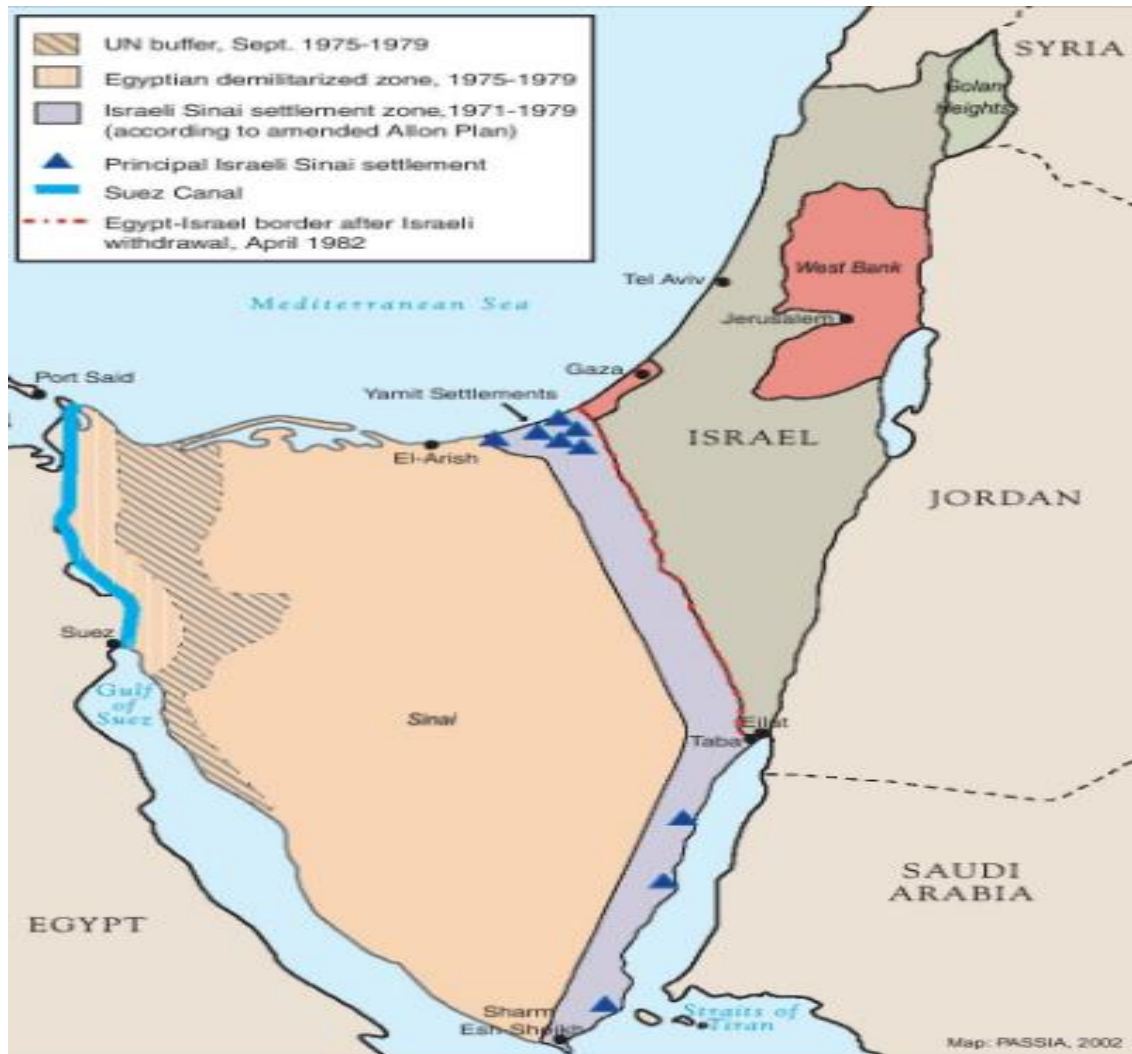 UN buffer, Sept. 1975-1979
Egyptian demilitarized zone, 1975-1979
Israeli Sinai settlement zone, 1971-1979
(according to amended Allon Plan)
Principal Israeli Sinai settlement
Suez Canal
Egypt-Israel border after Israeli
withdrawal, April 1982
SYRIA
Golan
Heights
Mediterranean Sea
Tel Aviv
West Bank
Jerusalem
Gaza
Port Said
Yamit Settlements
El-Arish
ISRAEL
JORDAN
Suez
Gulf
of
Suez
Sinai
Eilat
Taba
SAUDI
ARABIA
EGYPT
Sharm
Esh-Sheikh
Straits of
Tiran
Map: PASSIA, 2002